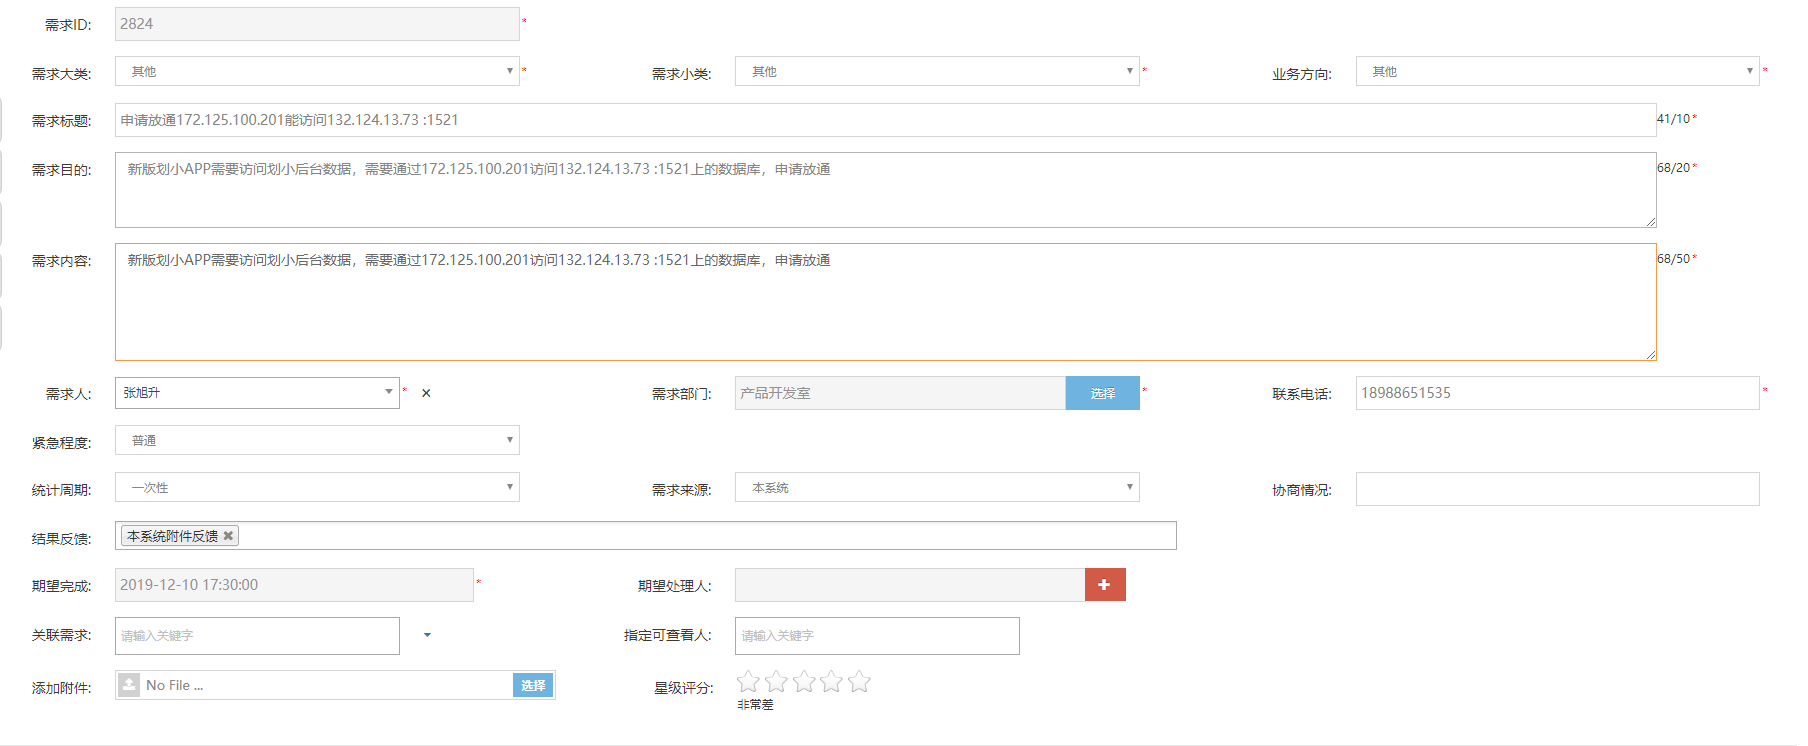 需求ID: 2824 *
需求大类: 其他 * 需求小类: 其他 * 业务方向: 其他 *
需求标题: 申请放通172.125.100.201能访问132.124.13.73 :1521 41/10 *
需求目的: 新版划小APP需要访问划小后台数据，需要通过172.125.100.201访问132.124.13.73 :1521上的数据库，申请放通 68/20 *
需求内容: 新版划小APP需要访问划小后台数据，需要通过172.125.100.201访问132.124.13.73 :1521上的数据库，申请放通 68/50 *
需求人: 张旭升 * × 需求部门: 产品开发室 选择 * 联系电话: 18988651535 *
紧急程度: 普通
统计周期: 一次性 需求来源: 本系统 协商情况:
结果反馈: 本系统附件反馈 ✖
期望完成: 2019-12-10 17:30:00 * 期望处理人: +
关联需求: 请输入关键字 指定可查看人: 请输入关键字
添加附件: No File ... 选择 星级评分:
非常差